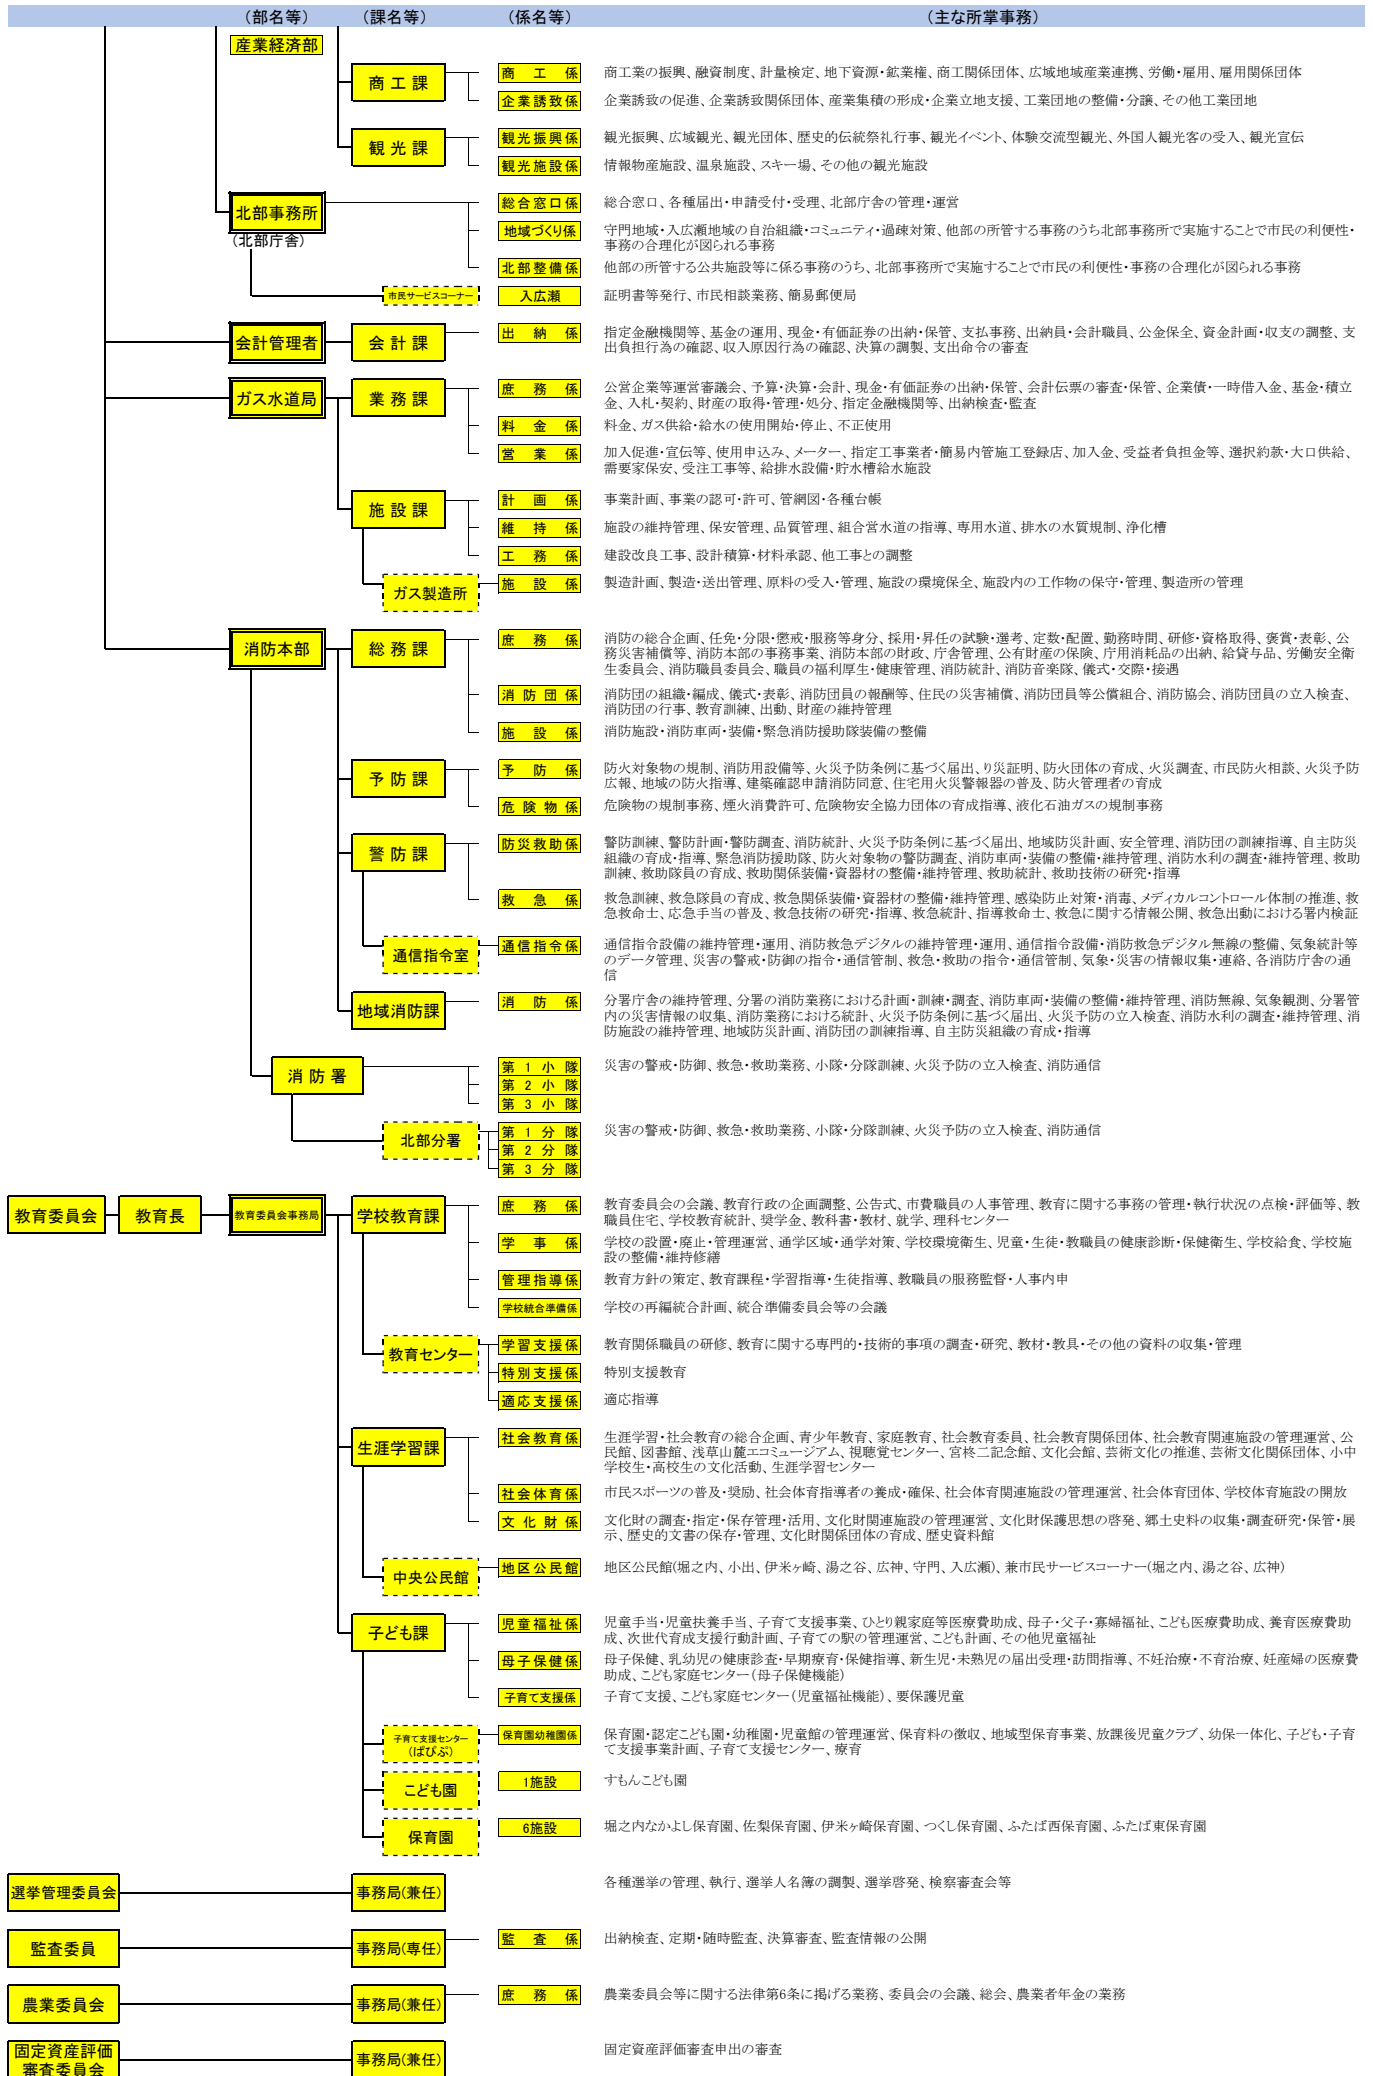 (部名等) (課名等) (係名等) (主な所掌事務)
産業経済部
商工課 商工係 商工業の振興、融資制度、計量検定、地下資源・鉱業権、商工関係団体、広域地域産業連携、労働・雇用、雇用関係団体
企業誘致係 企業誘致の促進、企業誘致関係団体、産業集積の形成・企業立地支援、工業団地の整備・分譲、その他工業団地
観光課 観光振興係 観光振興、広域観光、観光団体、歴史的伝統祭礼行事、観光イベント、体験交流型観光、外国人観光客の受入、観光宣伝
観光施設係 情報物産施設、温泉施設、スキー場、その他の観光施設
北部事務所 総合窓口係 総合窓口、各種届出・申請受付・受理、北部庁舎の管理・運営
(北部庁舎) 地域づくり係 守門地域・入広瀬地域の自治組織・コミュニティ・過疎対策、他部の所管する事務のうち北部事務所で実施することで市民の利便性・
事務の合理化が図られる事務
北部整備係 他部の所管する公共施設等に係る事務のうち、北部事務所で実施することで市民の利便性・事務の合理化が図られる事務
市民サービスコーナー 入広瀬 証明書等発行、市民相談業務、簡易郵便局
会計管理者 会計課 出納係 指定金融機関等、基金の運用、現金・有価証券の出納・保管、支払事務、出納員・会計職員、公金保全、資金計画・収支の調整、支
出負担行為の確認、収入原因行為の確認、決算の調製、支出命令の審査
ガス水道局 業務課 庶務係 公営企業等運営審議会、予算・決算・会計、現金・有価証券の出納・保管、会計伝票の審査・保管、企業債・一時借入金、基金・積立
金、入札・契約、財産の取得・管理・処分、指定金融機関等、出納検査・監査
料金係 料金、ガス供給・給水の使用開始・停止、不正使用
営業係 加入促進・宣伝等、使用申込み、メーター、指定工事業者・簡易内管施工登録店、加入金、受益者負担金等、選択約款・大口供給、
需要家保安、受注工事等、給排水設備・貯水槽給水施設
施設課 計画係 事業計画、事業の認可・許可、管網図・各種台帳
維持係 施設の維持管理、保安管理、品質管理、組合営水道の指導、専用水道、排水の水質規制、浄化槽
工務係 建設改良工事、設計積算・材料承認、他工事との調整
ガス製造所 施設係 製造計画、製造・送出管理、原料の受入・管理、施設の環境保全、施設内の工作物の保守・管理、製造所の管理
消防本部 総務課 庶務係 消防の総合企画、任免・分限・懲戒・服務等身分、採用・昇任の試験・選考、定数・配置、勤務時間、研修・資格取得、褒賞・表彰、公
務災害補償等、消防本部の事務事業、消防本部の財政、庁舎管理、公有財産の保険、庁用消耗品の出納、給貸与品、労働安全衛
生委員会、消防職員委員会、職員の福利厚生・健康管理、消防統計、消防音楽隊、儀式・交際・接遇
消防団係 消防団の組織・編成、儀式・表彰、消防団員の報酬等、住民の災害補償、消防団員等公償組合、消防協会、消防団員の立入検査、
消防団の行事、教育訓練、出動、財産の維持管理
施設係 消防施設・消防車両・装備・緊急消防援助隊装備の整備
予防課 予防係 防火対象物の規制、消防用設備等、火災予防条例に基づく届出、り災証明、防火団体の育成、火災調査、市民防火相談、火災予防
広報、地域の防火指導、建築確認申請消防同意、住宅用火災警報器の普及、防火管理者の育成
危険物係 危険物の規制事務、煙火消費許可、危険物安全協力団体の育成指導、液化石油ガスの規制事務
警防課 防災救助係 警防訓練、警防計画・警防調査、消防統計、火災予防条例に基づく届出、地域防災計画、安全管理、消防団の訓練指導、自主防災
組織の育成・指導、緊急消防援助隊、防火対象物の警防調査、消防車両・装備の整備・維持管理、消防水利の調査・維持管理、救助
訓練、救助隊員の育成、救助関係装備・資器材の整備・維持管理、救助統計、救助技術の研究・指導
救急係 救急訓練、救急隊員の育成、救急関係装備・資器材の整備・維持管理、感染防止対策・消毒、メディカルコントロール体制の推進、救
急救命士、応急手当の普及、救急技術の研究・指導、救急統計、指導救命士、救急に関する情報公開、救急出動における署内検証
通信指令室 通信指令係 通信指令設備の維持管理・運用、消防救急デジタルの維持管理・運用、通信指令設備・消防救急デジタル無線の整備、気象統計等
のデータ管理、災害の警戒・防御の指令・通信管制、救急・救助の指令・通信管制、気象・災害の情報収集・連絡、各消防庁舎の通
信
地域消防課 消防係 分署庁舎の維持管理、分署の消防業務における計画・訓練・調査、消防車両・装備の整備・維持管理、消防無線、気象観測、分署管
内の災害情報の収集、消防業務における統計、火災予防条例に基づく届出、火災予防の立入検査、消防水利の調査・維持管理、消
防施設の維持管理、地域防災計画、消防団の訓練指導、自主防災組織の育成・指導
消防署 第1小隊 災害の警戒・防御、救急・救助業務、小隊・分隊訓練、火災予防の立入検査、消防通信
第2小隊
第3小隊
北部分署 第1分隊 災害の警戒・防御、救急・救助業務、小隊・分隊訓練、火災予防の立入検査、消防通信
第2分隊
第3分隊
教育委員会 教育長 教育委員会事務局 学校教育課 庶務係 教育委員会の会議、教育行政の企画調整、公告式、市費職員の人事管理、教育に関する事務の管理・執行状況の点検・評価等、教
職員住宅、学校教育統計、奨学金、教科書・教材、就学、理科センター
学事係 学校の設置・廃止・管理運営、通学区域・通学対策、学校環境衛生、児童・生徒・教職員の健康診断・保健衛生、学校給食、学校施
設の整備・維持修繕
管理指導係 教育方針の策定、教育課程・学習指導・生徒指導、教職員の服務監督・人事内申
学校統合準備係 学校の再編統合計画、統合準備委員会等の会議
教育センター 学習支援係 教育関係職員の研修、教育に関する専門的・技術的事項の調査・研究、教材・教具・その他の資料の収集・管理
特別支援係 特別支援教育
適応支援係 適応指導
生涯学習課 社会教育係 生涯学習・社会教育の総合企画、青少年教育、家庭教育、社会教育委員、社会教育関係団体、社会教育関連施設の管理運営、公
民館、図書館、浅草山麓エコミュージアム、視聴覚センター、宮柊二記念館、文化会館、芸術文化の推進、芸術文化関係団体、小中
学校生・高校生の文化活動、生涯学習センター
社会体育係 市民スポーツの普及・奨励、社会体育指導者の養成・確保、社会体育関連施設の管理運営、社会体育団体、学校体育施設の開放
文化財係 文化財の調査・指定・保存管理・活用、文化財関連施設の管理運営、文化財保護思想の啓発、郷土史料の収集・調査研究・保管・展
示、歴史的文書の保存・管理、文化財関係団体の育成、歴史資料館
中央公民館 地区公民館 地区公民館(堀之内、小出、伊米ヶ崎、湯之谷、広神、守門、入広瀬)、兼市民サービスコーナー(堀之内、湯之谷、広神)
子ども課 児童福祉係 児童手当・児童扶養手当、子育て支援事業、ひとり親家庭等医療費助成、母子・父子・寡婦福祉、こども医療費助成、養育医療費助
成、次世代育成支援行動計画、子育ての駅の管理運営、こども計画、その他児童福祉
母子保健係 母子保健、乳幼児の健康診査・早期療育・保健指導、新生児・未熟児の届出受理・訪問指導、不妊治療・不育治療、妊産婦の医療費
助成、こども家庭センター(母子保健機能)
子育て支援係 子育て支援、こども家庭センター(児童福祉機能)、要保護児童
子育て支援センター 保育園幼稚園係 保育園・認定こども園・幼稚園・児童館の管理運営、保育料の徴収、地域型保育事業、放課後児童クラブ、幼保一体化、子ども・子育
(ぱぴぷ) て支援事業計画、子育て支援センター、療育
こども園 1施設 すもんこども園
保育園 6施設 堀之内なかよし保育園、佐梨保育園、伊米ヶ崎保育園、つくし保育園、ふたば西保育園、ふたば東保育園
選挙管理委員会 事務局(兼任) 各種選挙の管理、執行、選挙人名簿の調製、選挙啓発、検察審査会等
監査委員 事務局(専任) 監査係 出納検査、定期・随時監査、決算審査、監査情報の公開
農業委員会 事務局(兼任) 庶務係 農業委員会等に関する法律第6条に掲げる業務、委員会の会議、総会、農業者年金の業務
固定資産評価
審査委員会 事務局(兼任) 固定資産評価審査申出の審査